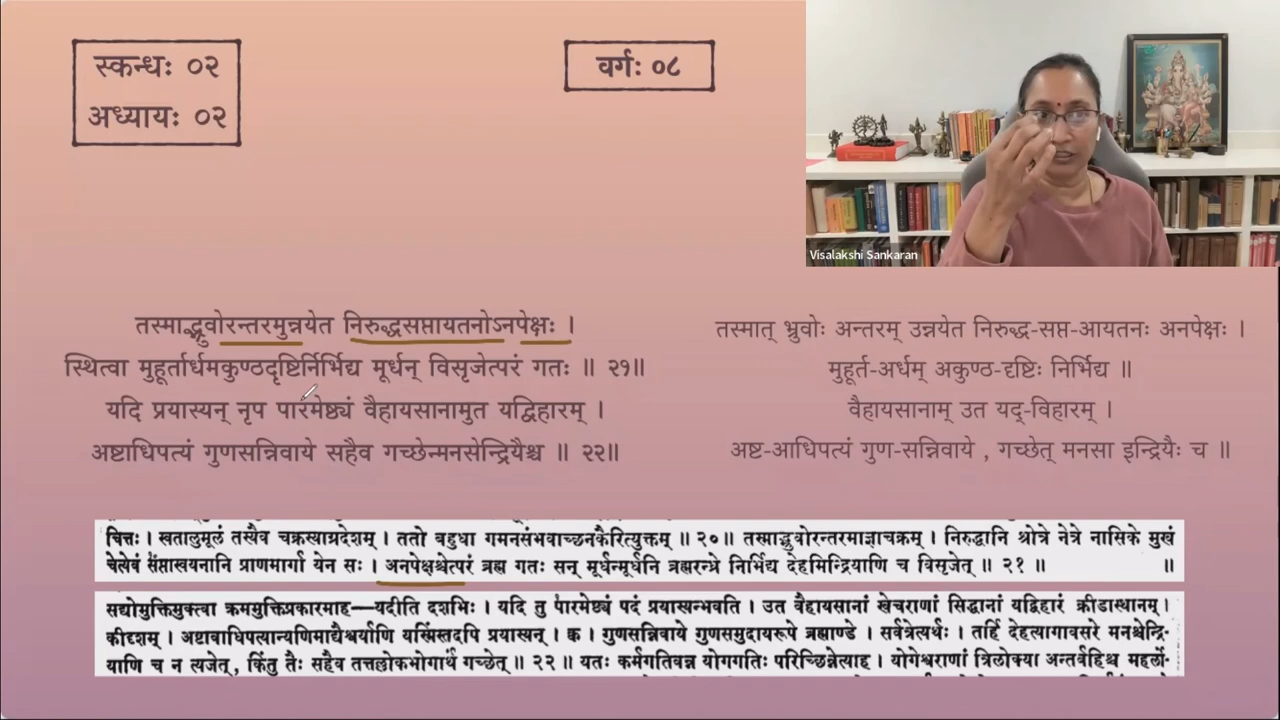 स्कन्धः ०२
अध्यायः ०२
वर्गः ०८
Visalakshi Sankaran
तस्माद्भ्रुवोरन्तरमुन्नयेत निरुद्धसप्तायतनोऽनपेक्षः ।
स्थित्वा मुहूर्तार्धमकुण्ठदृष्टिर्निर्भिद्य मूर्धन् विसृजेत्परं गतः ॥ २१॥
यदि प्रयास्यन् नृप पारमेष्ठ्यं वैहायसानामुत यद्विहारम् ।
अष्टाधिपत्यं गुणसन्निवाये सहैव गच्छेन्मनसेन्द्रियैश्च ॥ २२॥
तस्मात् भ्रुवोः अन्तरम् उन्नयेत निरुद्ध-सप्त-आयतनः अनपेक्षः ।
मुहूर्त-अर्धम् अकुण्ठ-दृष्टिः निर्भिद्य ॥
वैहायसानाम् उत यद्-विहारम् ।
अष्ट-आधिपत्यं गुण-सन्निवाये , गच्छेत् मनसा इन्द्रियैः च ॥
चित्तः । स्वतालुमूलं तस्यैव चक्रस्याग्रदेशम् । ततो बहुधा गमनसंभवाच्छनकैरित्युक्तम् ॥ २० ॥ तस्माद्भ्रुवोरन्तरमाज्ञाचक्रम् । निरुद्धानि श्रोत्रे नेत्रे नासिके मुखं
चेत्येवं सप्तास्वयनानि प्राणमार्गा येन सः । अनपेक्षश्चेत्परं ब्रह्म गतः सन् मूर्धन्मूर्धनि ब्रह्मरन्ध्रे निर्भिद्य देहमिन्द्रियाणि च विसृजेत् ॥ २१ ॥ ॥
सद्योमुक्तिमुक्त्वा क्रममुक्तिप्रकारमाह—यदीति दशभिः । यदि तु पारमेष्ठ्यं पदं प्रयास्यन्भवति । उत वैहायसानां खेचराणां सिद्धानां यद्विहारं क्रीडास्थानम् ।
कीदृशम् । अष्टावाधिपत्यान्यणिमाद्यैश्वर्याणि यस्मिंस्तदपि प्रयास्यन् । क्व । गुणसन्निवाये गुणसमुदायरूपे ब्रह्माण्डे । सर्वत्रेत्यर्थः । तर्हि देहत्यागावसरे मनश्चेन्द्रि-
याणि च न त्यजेत्, किंतु तैः सहैव तत्तल्लोकभोगार्थं गच्छेत् ॥ २२ ॥ यतः कर्मगतिवन्न योगगतिः परिच्छिन्नेत्याह । योगेश्वराणां त्रिलोक्या अन्तर्बहिश्च महर्लो-